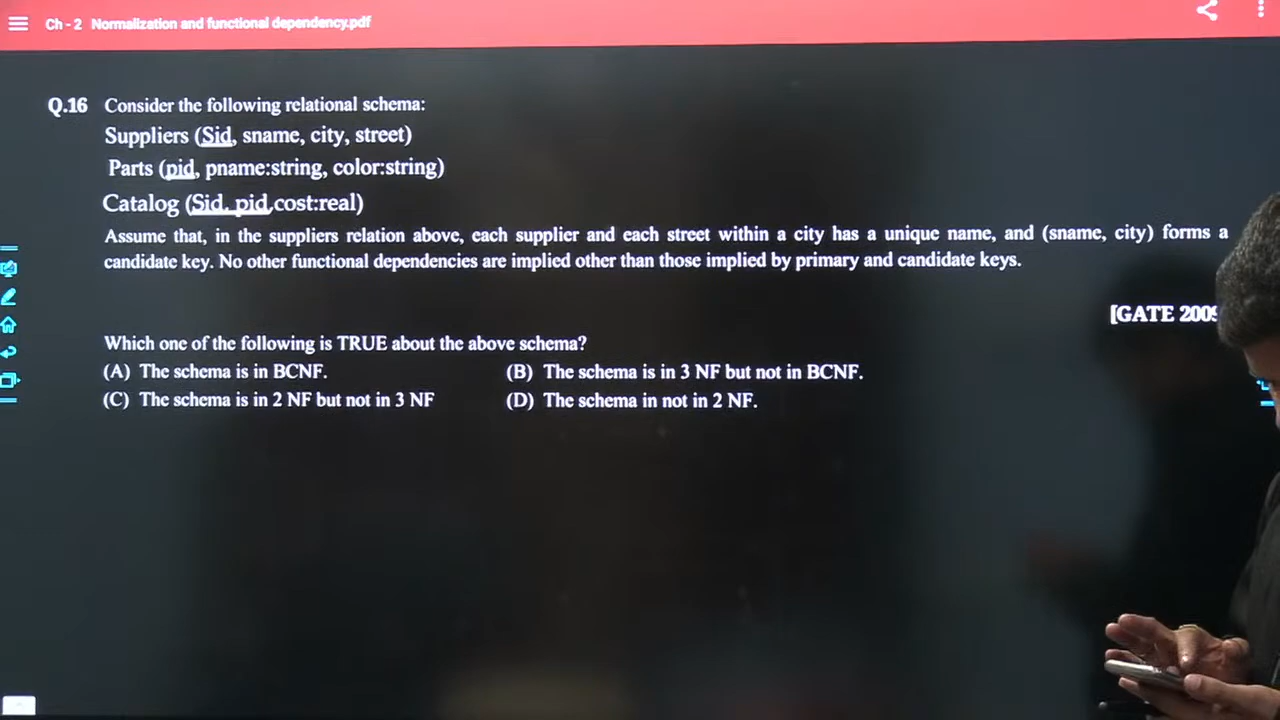 Ch - 2 Normalization and functional dependency.pdf
Q.16 Consider the following relational schema:
Suppliers (Sid, sname, city, street)
Parts (pid, pname:string, color:string)
Catalog (Sid, pid,cost:real)
Assume that, in the suppliers relation above, each supplier and each street within a city has a unique name, and (sname, city) forms a
candidate key. No other functional dependencies are implied other than those implied by primary and candidate keys.
[GATE 2009
Which one of the following is TRUE about the above schema?
(A) The schema is in BCNF. (B) The schema is in 3 NF but not in BCNF.
(C) The schema is in 2 NF but not in 3 NF (D) The schema in not in 2 NF.